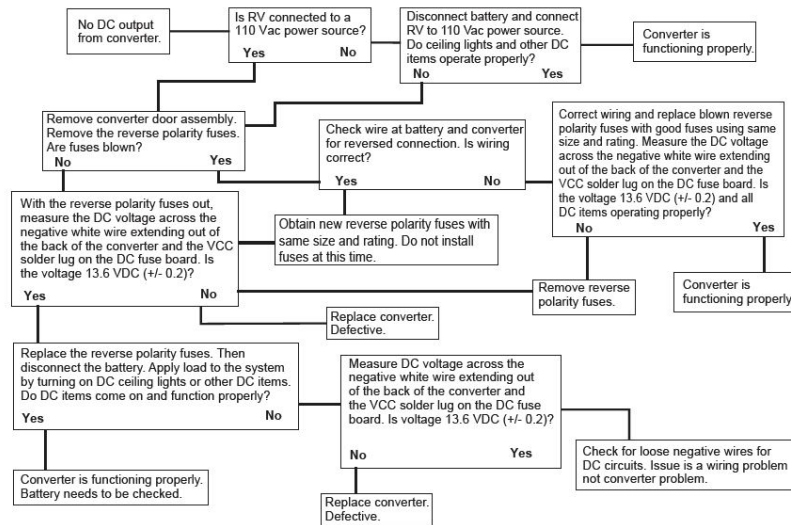 No DC output
from converter.
Is RV connected to a
110 Vac power source?
Yes No
Disconnect battery and connect
RV to 110 Vac power source.
Do ceiling lights and other DC
items operate properly?
No Yes
Converter is
functioning properly.
Remove converter door assembly.
Remove the reverse polarity fuses.
Are fuses blown?
No Yes
Check wire at battery and converter
for reversed connection. Is wiring
correct?
Yes No
Correct wiring and replace blown reverse
polarity fuses with good fuses using same
size and rating. Measure the DC voltage
across the negative white wire extending
out of the back of the converter and the
VCC solder lug on the DC fuse board. Is
the voltage 13.6 VDC (+/- 0.2) and all
DC items operating properly?
No Yes
With the reverse polarity fuses out,
measure the DC voltage across the
negative white wire extending out of
the back of the converter and the VCC
solder lug on the DC fuse board. Is
the voltage 13.6 VDC (+/- 0.2)?
Yes No
Obtain new reverse polarity fuses with
same size and rating. Do not install
fuses at this time.
Remove reverse
polarity fuses.
Converter is
functioning properly
Replace converter.
Defective.
Replace the reverse polarity fuses. Then
disconnect the battery. Apply load to the system
by turning on DC ceiling lights or other DC items.
Do DC items come on and function properly?
Yes No
Measure DC voltage across the
negative white wire extending out
of the back of the converter and
the VCC solder lug on the DC fuse
board. Is voltage 13.6 VDC (+/- 0.2)?
No Yes
Converter is functioning properly.
Battery needs to be checked.
Replace converter.
Defective.
Check for loose negative wires for
DC circuits. Issue is a wiring problem
not converter problem.